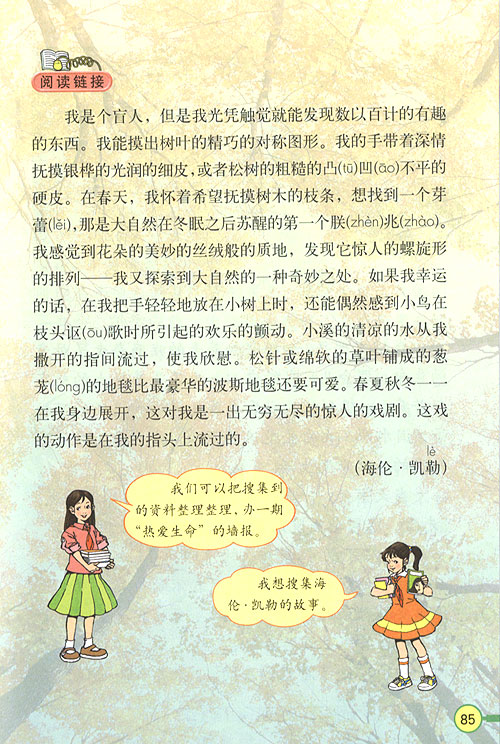 阅读链接
我是个盲人，但是我光凭触觉就能发现数以百计的有趣
的东西。我能摸出树叶的精巧的对称图形。我的手带着深情
抚摸银桦的光润的细皮，或者松树的粗糙的凸(tū)凹(āo)不平的
硬皮。在春天，我怀着希望抚摸树木的枝条，想找到一个芽
蕾(lěi)，那是大自然在冬眠之后苏醒的第一个朕(zhèn)兆(zhào)。
我感觉到花朵的美妙的丝绒般的质地，发现它惊人的螺旋形
的排列——我又探索到大自然的一种奇妙之处。如果我幸运
的话，在我把手轻轻地放在小树上时，还能偶然感到小鸟在
枝头讴(ōu)歌时所引起的欢乐的颤动。小溪的清凉的水从我
撒开的指间流过，使我欣慰。松针或绵软的草叶铺成的葱
茏(lóng)的地毯比最豪华的波斯地毯还要可爱。春夏秋冬一一
在我身边展开，这对我是一出无穷无尽的惊人的戏剧。这戏
的动作是在我的指头上流过的。
lè
（海伦·凯勒）
我们可以把搜集到
的资料整理整理、办一期
“热爱生命”的墙报。
我想搜集海
伦·凯勒的故事。
85